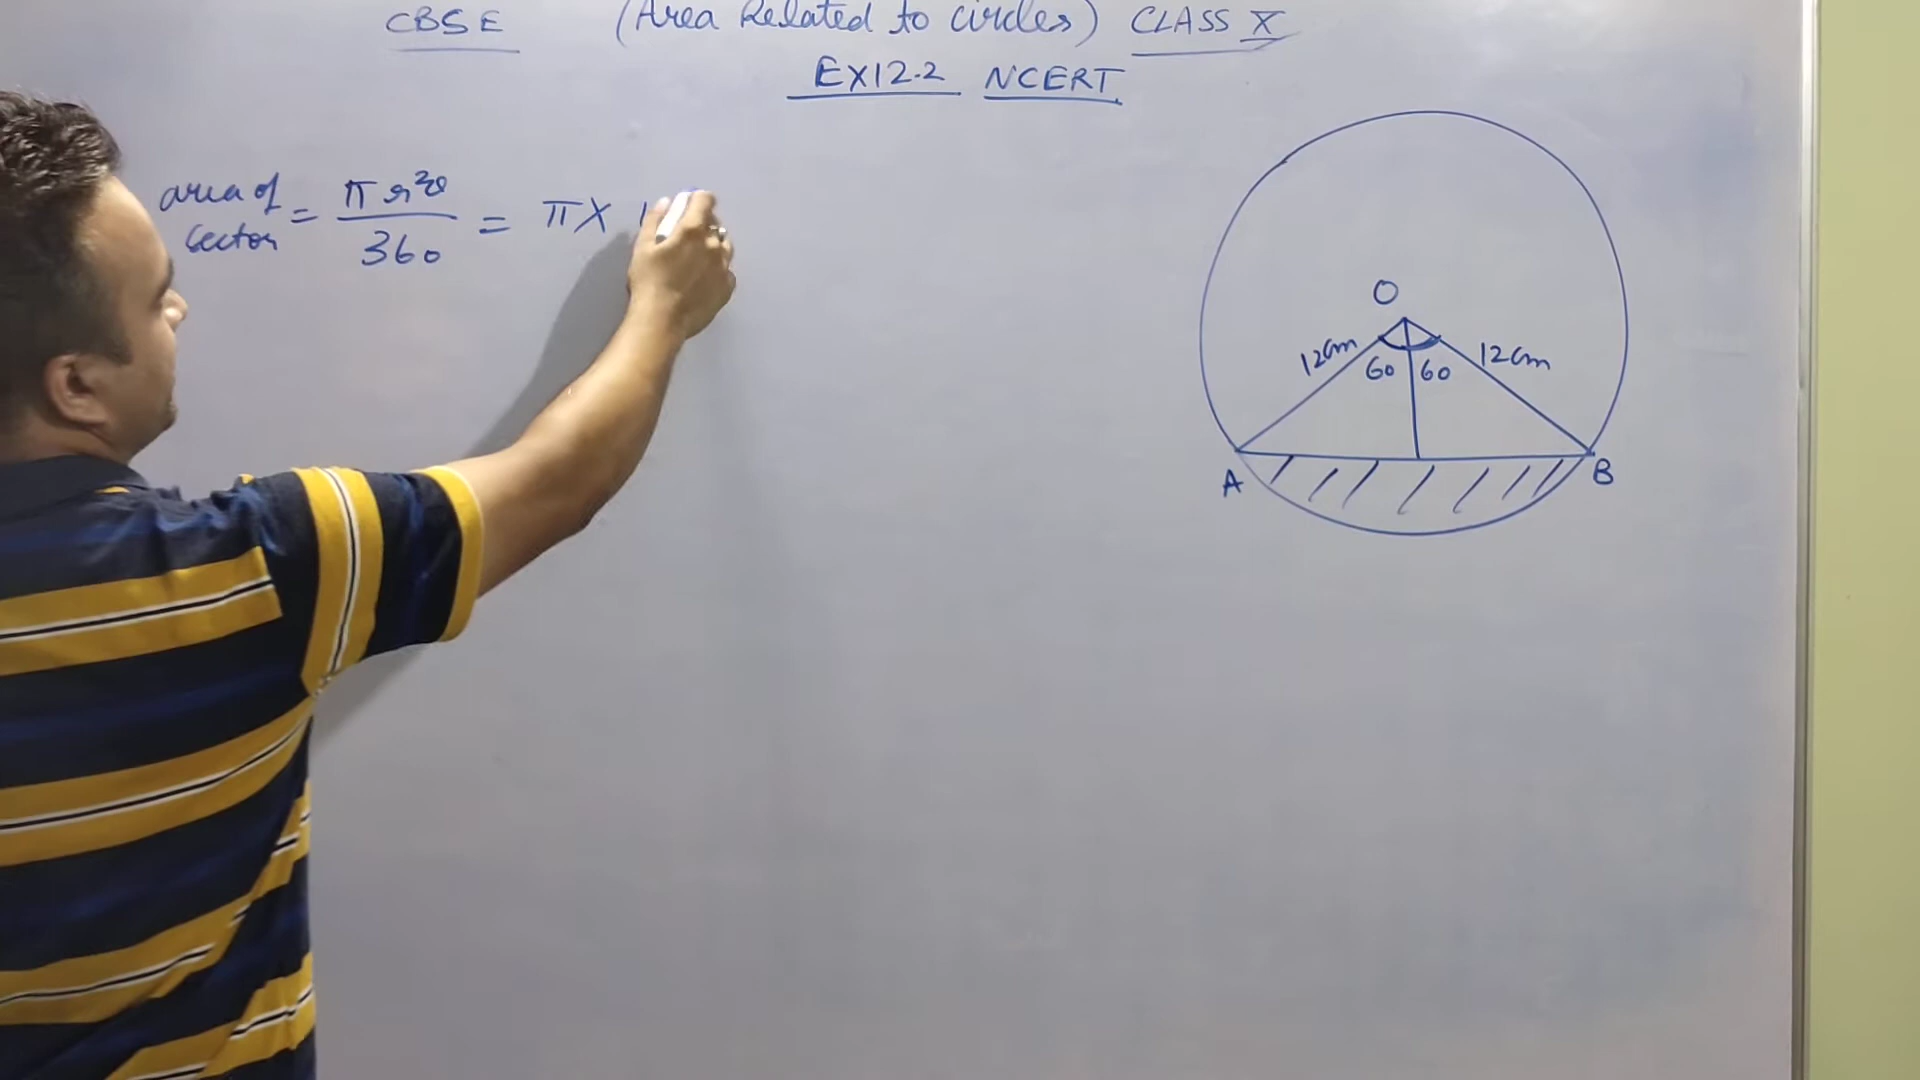 CBSE (Area Related to circles) CLASS X
EX12.2 NCERT
area of sector = πr²θ / 360 = π X
O
12cm 12cm
60 60
A B